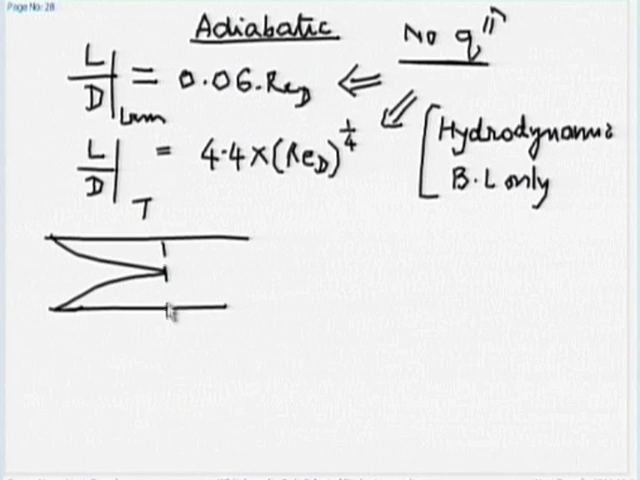 Page No: 28
Adiabatic
No q"
L/D|Lam = 0.06.ReD
L/D|T = 4.4×(ReD)^1/4
[Hydrodynamic
B.L only